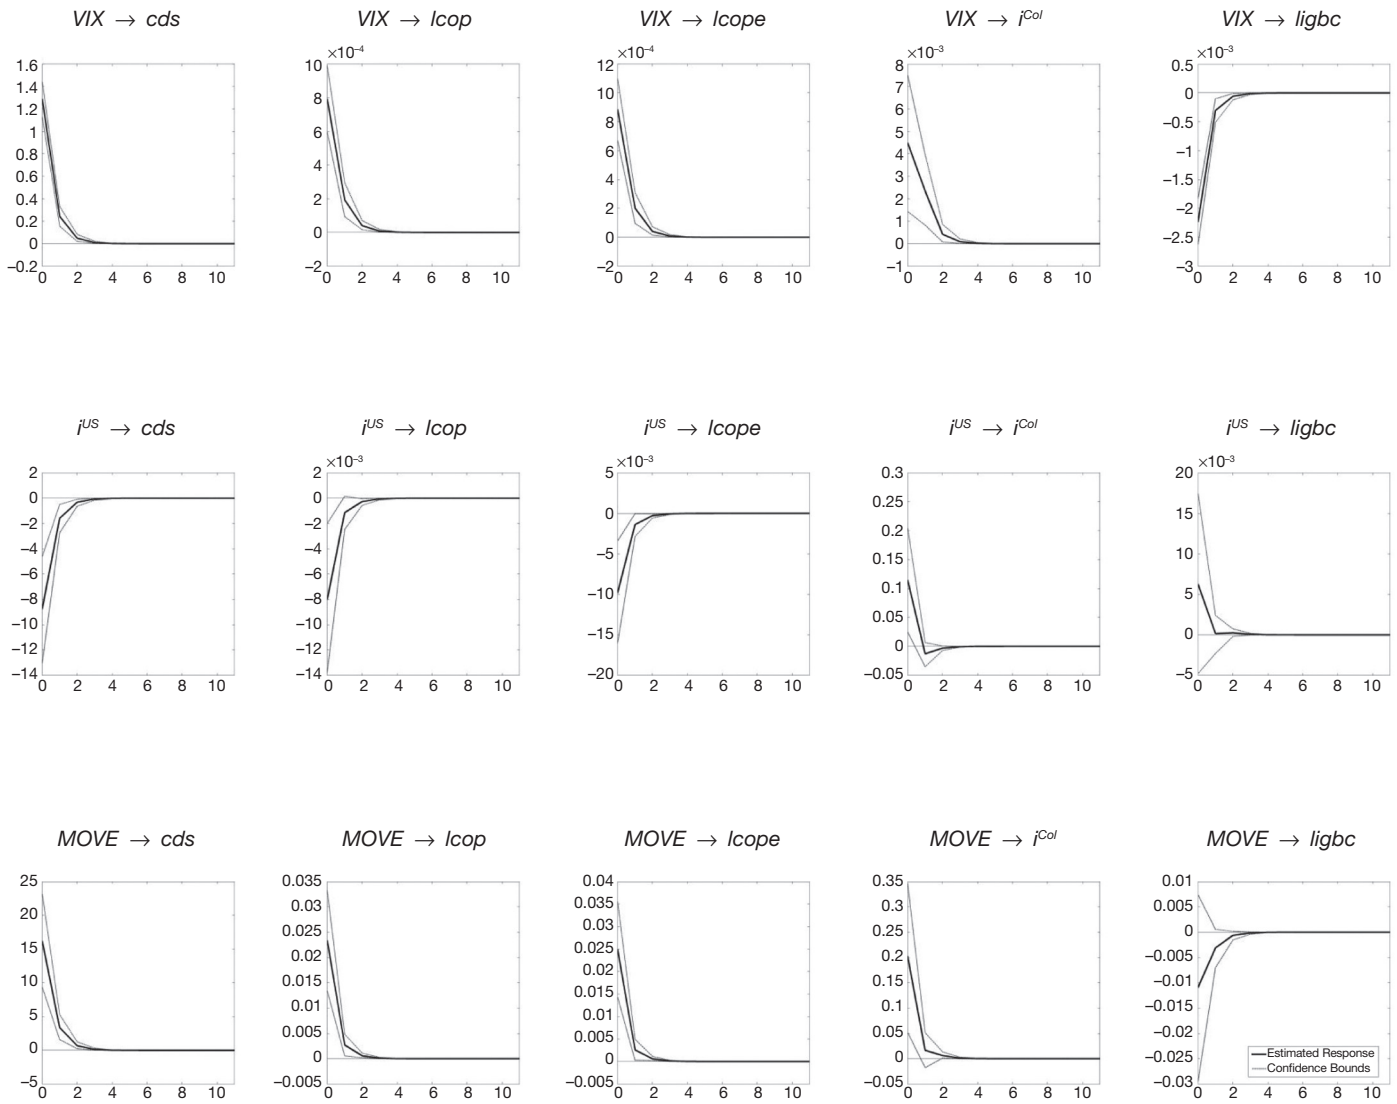 VIX → cds VIX → lcop VIX → lcope VIX → i^Col VIX → ligbc
×10⁻⁴ ×10⁻⁴ ×10⁻³ ×10⁻³
1.6 10 12 8 0.5
1.4 7 0
1.2 8 10 6 −0.5
1 6 8 5 −1
0.8 4
0.6 4 6 3 −1.5
0.4 2 4 2 −2
0.2 2 1
0 0 0 0 −2.5
−0.2 −2 −2 −1 −3
0 2 4 6 8 10 0 2 4 6 8 10 0 2 4 6 8 10 0 2 4 6 8 10 0 2 4 6 8 10
i^US → cds i^US → lcop i^US → lcope i^US → i^Col i^US → ligbc
×10⁻³ ×10⁻³ ×10⁻³
2 2 5 0.3 20
0 0 0.25
−2 −2 0 0.2 15
−4 −4 −5 0.15 10
−6 −6 0.1
−8 −8 −10 0.05 5
−10 −10 −15 0 0
−12 −12
−14 −14 −20 −0.05 −5
0 2 4 6 8 10 0 2 4 6 8 10 0 2 4 6 8 10 0 2 4 6 8 10 0 2 4 6 8 10
MOVE → cds MOVE → lcop MOVE → lcope MOVE → i^Col MOVE → ligbc
25 0.035 0.04 0.35 0.01
20 0.03 0.035 0.3 0.005
0.025 0.03 0.25 0
15 0.02 0.025 0.2 −0.005
10 0.015 0.02 0.15 −0.01
0.01 0.015 0.1 −0.015
5 0.005 0.01 0.05 −0.02
0 0 0.005 0 −0.025
0
−5 −0.005 −0.005 −0.05 −0.03
Estimated Response
Confidence Bounds
0 2 4 6 8 10 0 2 4 6 8 10 0 2 4 6 8 10 0 2 4 6 8 10 0 2 4 6 8 10